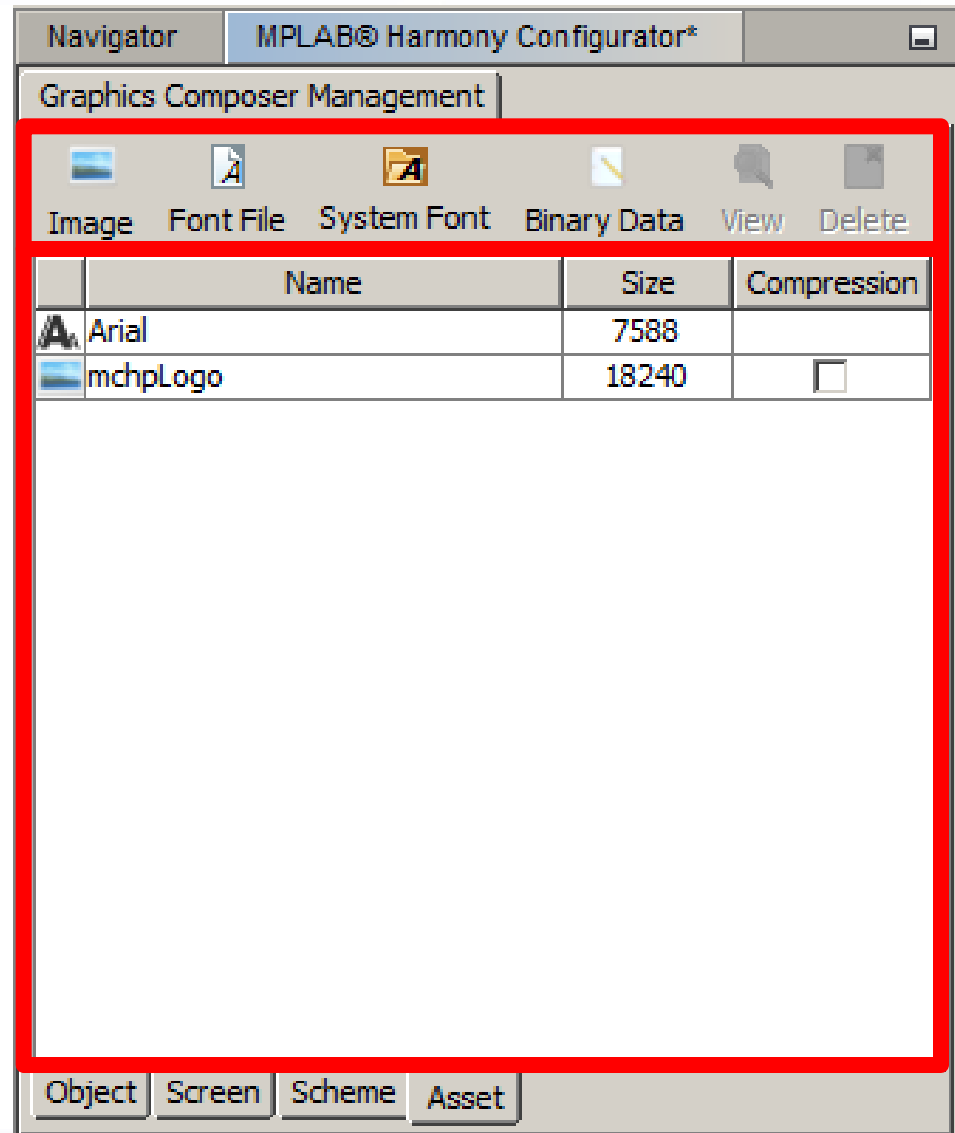 Navigator MPLAB® Harmony Configurator*
Graphics Composer Management
Image Font File System Font Binary Data View Delete
Name Size Compression
Arial 7588
mchpLogo 18240
Object Screen Scheme Asset